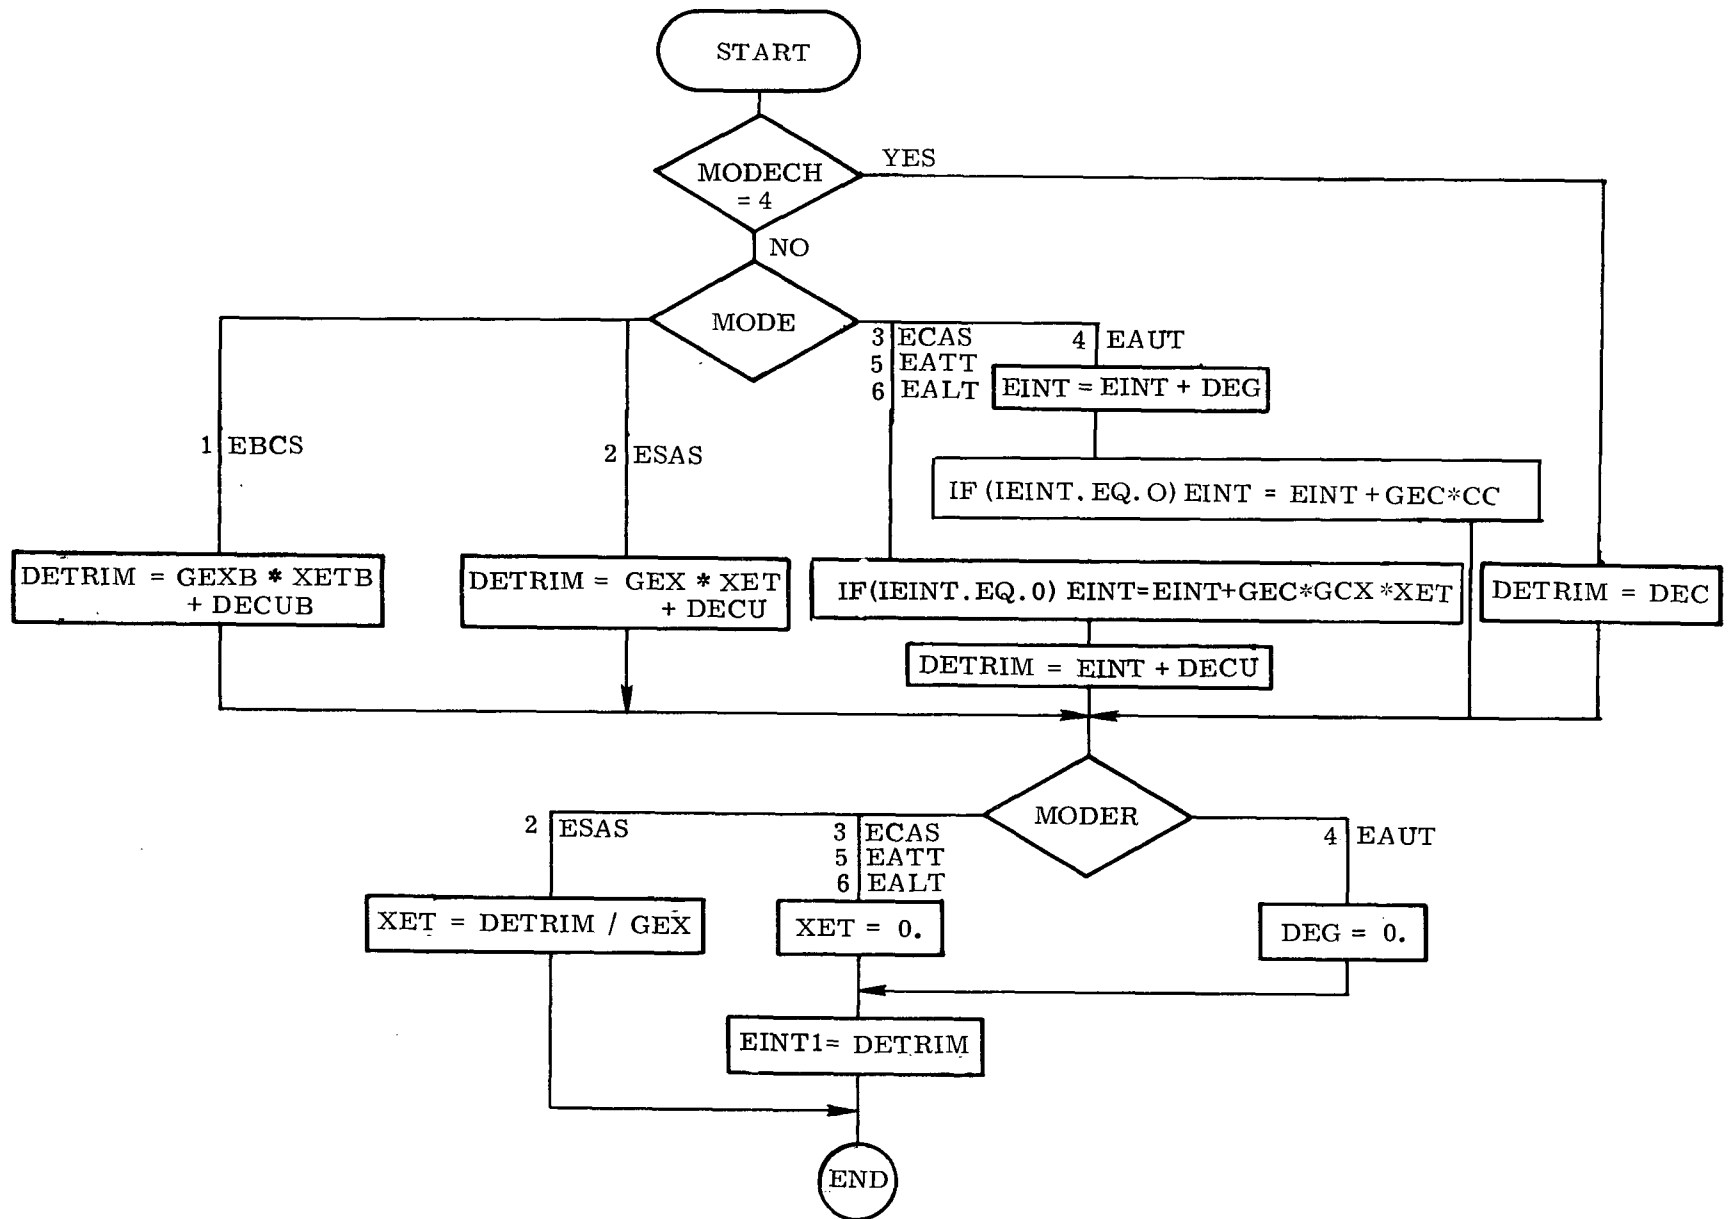 START
MODECH
= 4
YES
NO
MODE
3 ECAS
5 EATT
6 EALT
4 EAUT
EINT = EINT + DEG
1 EBCS
2 ESAS
IF (IEINT. EQ. O) EINT = EINT + GEC*CC
DETRIM = GEXB * XETB
+ DECUB
DETRIM = GEX * XET
+ DECU
IF(IEINT.EQ.0) EINT=EINT+GEC*GCX*XET
DETRIM = DEC
DETRIM = EINT + DECU
MODER
2 ESAS
3 ECAS
5 EATT
6 EALT
4 EAUT
XET = DETRIM / GEX
XET = 0.
DEG = 0.
EINT1= DETRIM
END